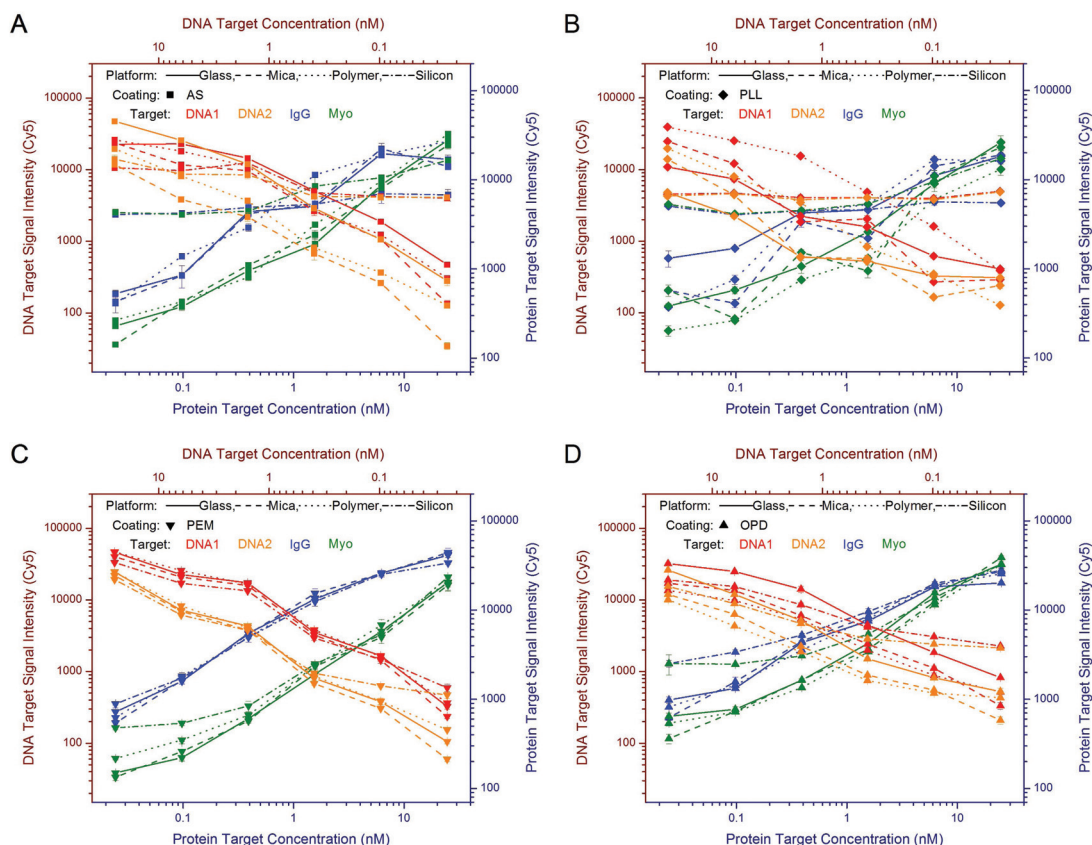 A
DNA Target Concentration (nM)
10 1 0.1
Platform: Glass, Mica, Polymer, Silicon
Coating: AS
Target: DNA1 DNA2 IgG Myo
DNA Target Signal Intensity (Cy5)
100000
10000
1000
100
Protein Target Signal Intensity (Cy5)
100000
10000
1000
100
0.1 1 10
Protein Target Concentration (nM)
B
DNA Target Concentration (nM)
10 1 0.1
Platform: Glass, Mica, Polymer, Silicon
Coating: PLL
Target: DNA1 DNA2 IgG Myo
DNA Target Signal Intensity (Cy5)
100000
10000
1000
100
Protein Target Signal Intensity (Cy5)
100000
10000
1000
100
0.1 1 10
Protein Target Concentration (nM)
C
DNA Target Concentration (nM)
10 1 0.1
Platform: Glass, Mica, Polymer, Silicon
Coating: PEM
Target: DNA1 DNA2 IgG Myo
DNA Target Signal Intensity (Cy5)
100000
10000
1000
100
Protein Target Signal Intensity (Cy5)
100000
10000
1000
100
0.1 1 10
Protein Target Concentration (nM)
D
DNA Target Concentration (nM)
10 1 0.1
Platform: Glass, Mica, Polymer, Silicon
Coating: OPD
Target: DNA1 DNA2 IgG Myo
DNA Target Signal Intensity (Cy5)
100000
10000
1000
100
Protein Target Signal Intensity (Cy5)
100000
10000
1000
100
0.1 1 10
Protein Target Concentration (nM)